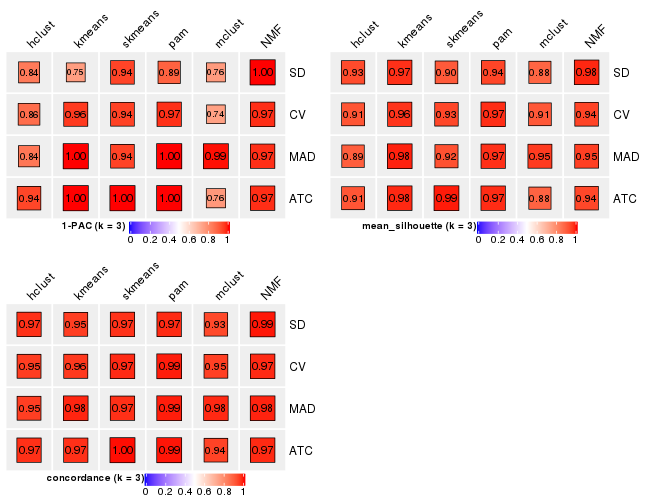 hclust kmeans skmeans pam mclust NMF
0.84 0.75 0.94 0.89 0.76 1.00 SD
0.86 0.96 0.94 0.97 0.74 0.97 CV
0.84 1.00 0.94 1.00 0.99 0.97 MAD
0.94 1.00 1.00 1.00 0.76 0.97 ATC
1-PAC (k = 3)
0 0.2 0.4 0.6 0.8 1
hclust kmeans skmeans pam mclust NMF
0.93 0.97 0.90 0.94 0.88 0.98 SD
0.91 0.96 0.93 0.97 0.91 0.94 CV
0.89 0.98 0.92 0.97 0.95 0.95 MAD
0.91 0.98 0.99 0.97 0.88 0.94 ATC
mean_silhouette (k = 3)
0 0.2 0.4 0.6 0.8 1
hclust kmeans skmeans pam mclust NMF
0.97 0.95 0.97 0.97 0.93 0.99 SD
0.95 0.96 0.97 0.99 0.95 0.97 CV
0.95 0.98 0.97 0.99 0.98 0.98 MAD
0.97 0.97 1.00 0.99 0.94 0.97 ATC
concordance (k = 3)
0 0.2 0.4 0.6 0.8 1